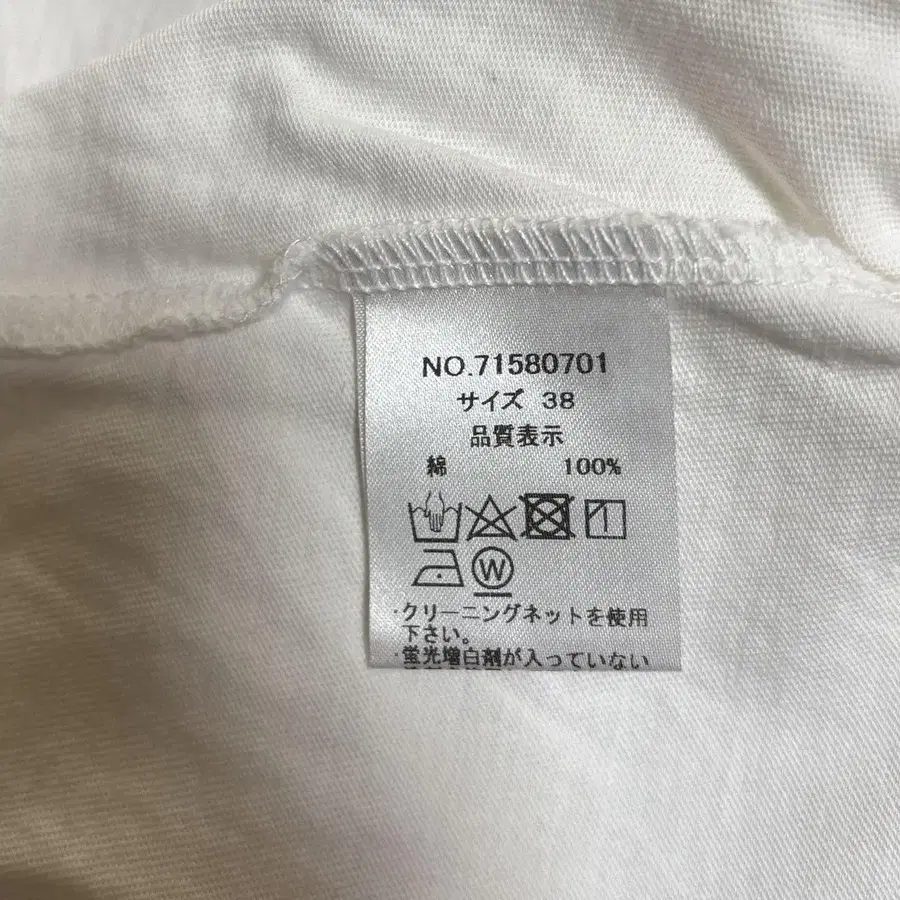 NO.71580701
サイズ 38
品質表示
綿 100%
W
・クリーニングネットを使用
下さい。
・蛍光増白剤が入っていない